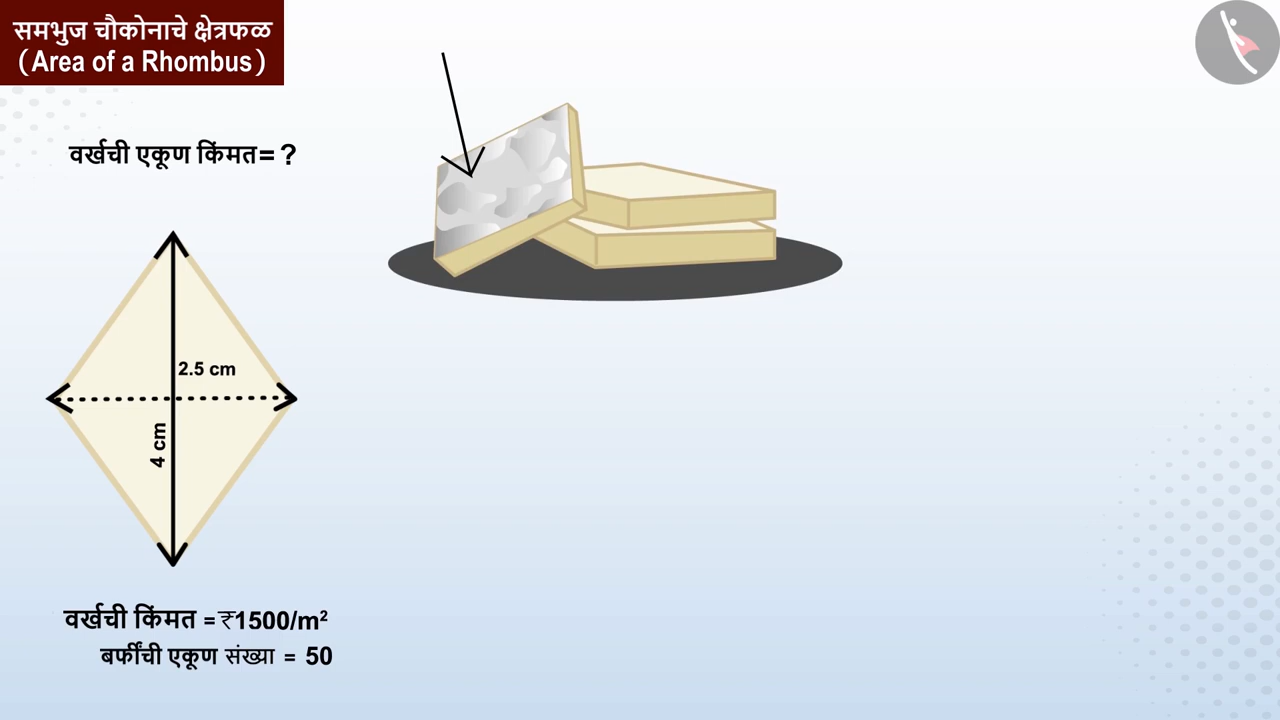 समभुज चौकोनाचे क्षेत्रफळ
(Area of a Rhombus)
वर्खची एकूण किंमत= ?
2.5 cm
4 cm
वर्खची किंमत = ₹1500/m²
बर्फीची एकूण संख्या = 50